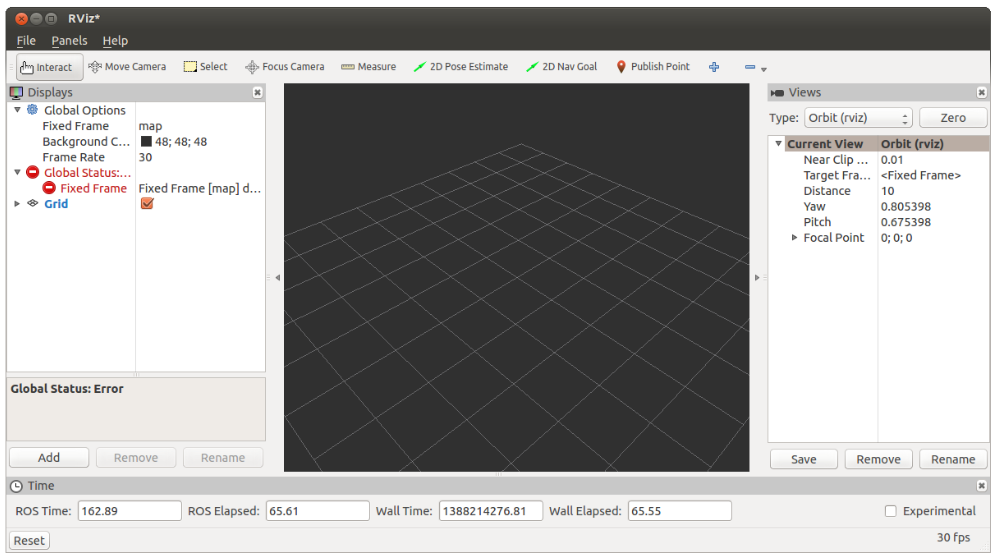 RViz*
File Panels Help
Interact Move Camera Select Focus Camera Measure 2D Pose Estimate 2D Nav Goal Publish Point
Displays
Global Options
Fixed Frame map
Background C... 48; 48; 48
Frame Rate 30
Global Status:...
Fixed Frame Fixed Frame [map] d...
Grid
Global Status: Error
Add Remove Rename
Views
Type: Orbit (rviz) Zero
Current View Orbit (rviz)
Near Clip ... 0.01
Target Fra... <Fixed Frame>
Distance 10
Yaw 0.805398
Pitch 0.675398
Focal Point 0; 0; 0
Save Remove Rename
Time
ROS Time: 162.89 ROS Elapsed: 65.61 Wall Time: 1388214276.81 Wall Elapsed: 65.55 Experimental
Reset 30 fps